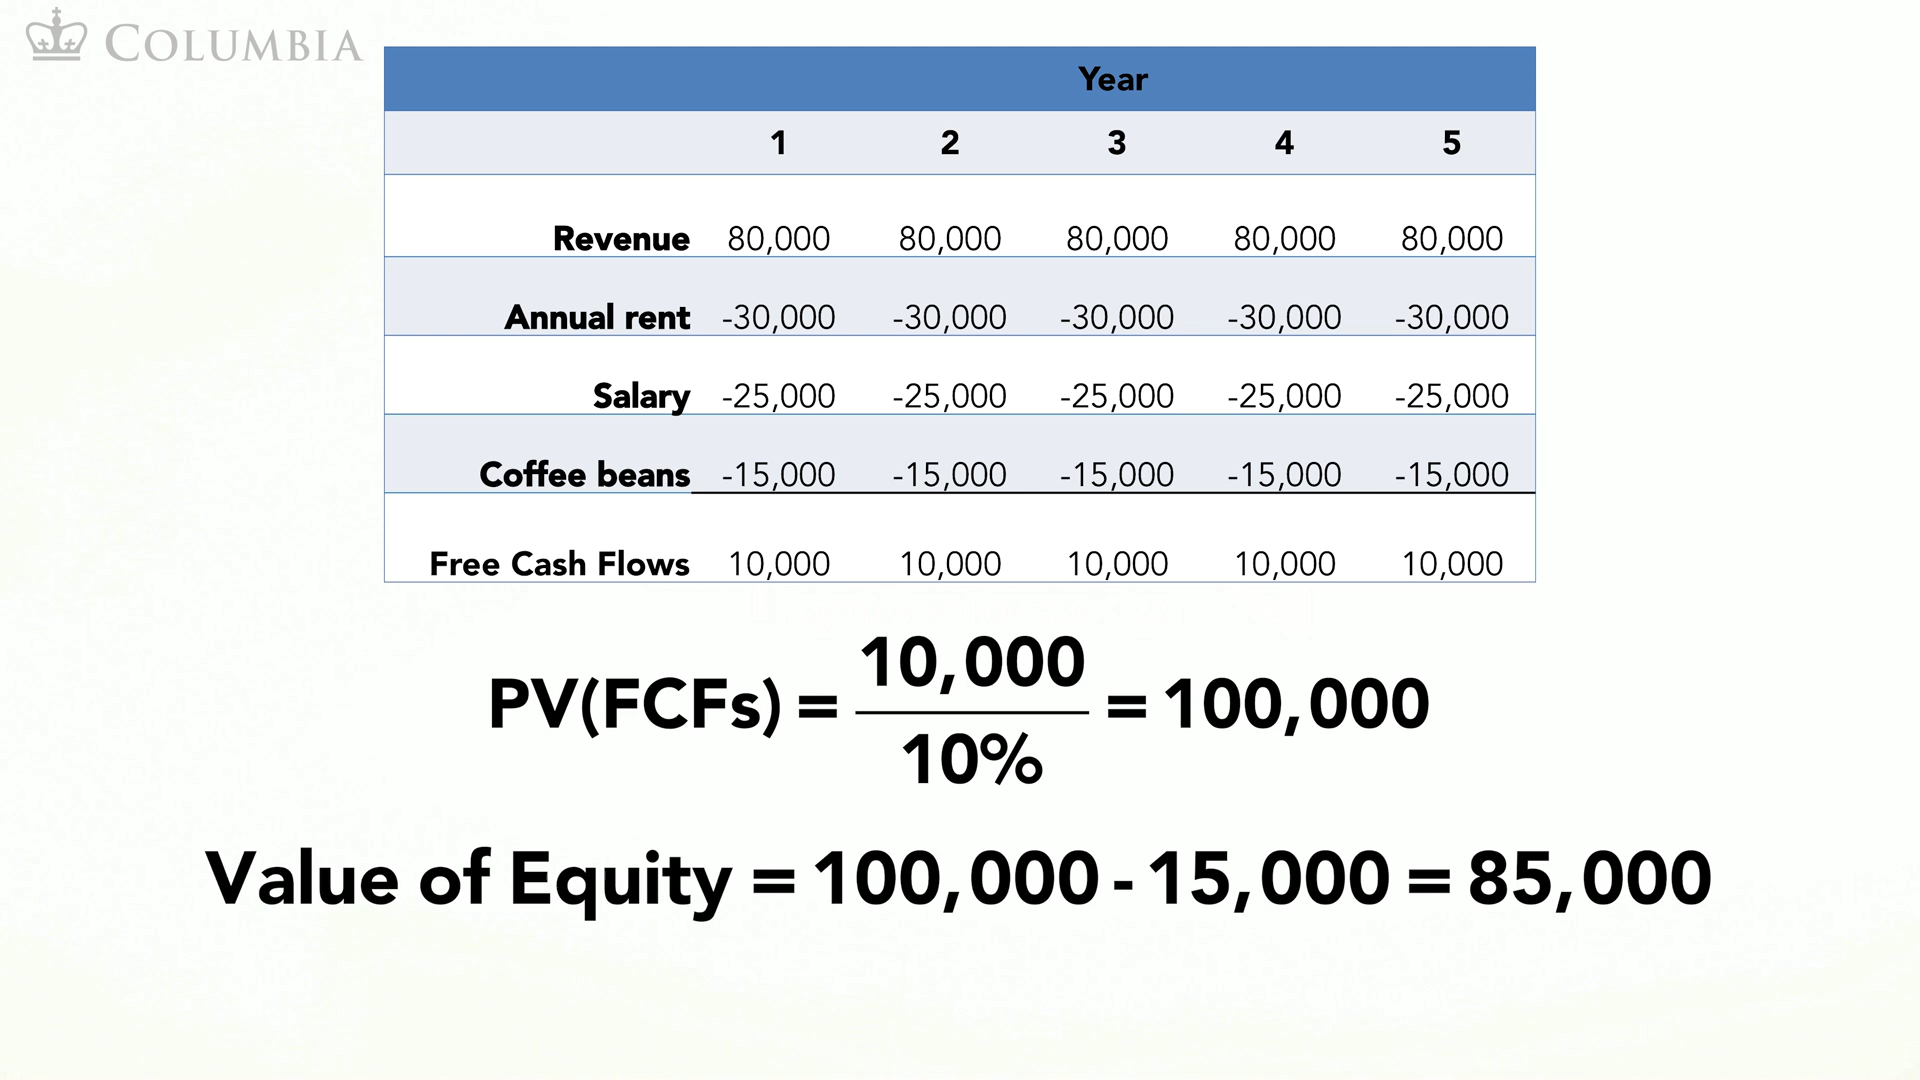 COLUMBIA
Year
1 2 3 4 5
Revenue 80,000 80,000 80,000 80,000 80,000
Annual rent -30,000 -30,000 -30,000 -30,000 -30,000
Salary -25,000 -25,000 -25,000 -25,000 -25,000
Coffee beans -15,000 -15,000 -15,000 -15,000 -15,000
Free Cash Flows 10,000 10,000 10,000 10,000 10,000
10,000
PV(FCFs) = = 100,000
10%
Value of Equity = 100,000 - 15,000 = 85,000